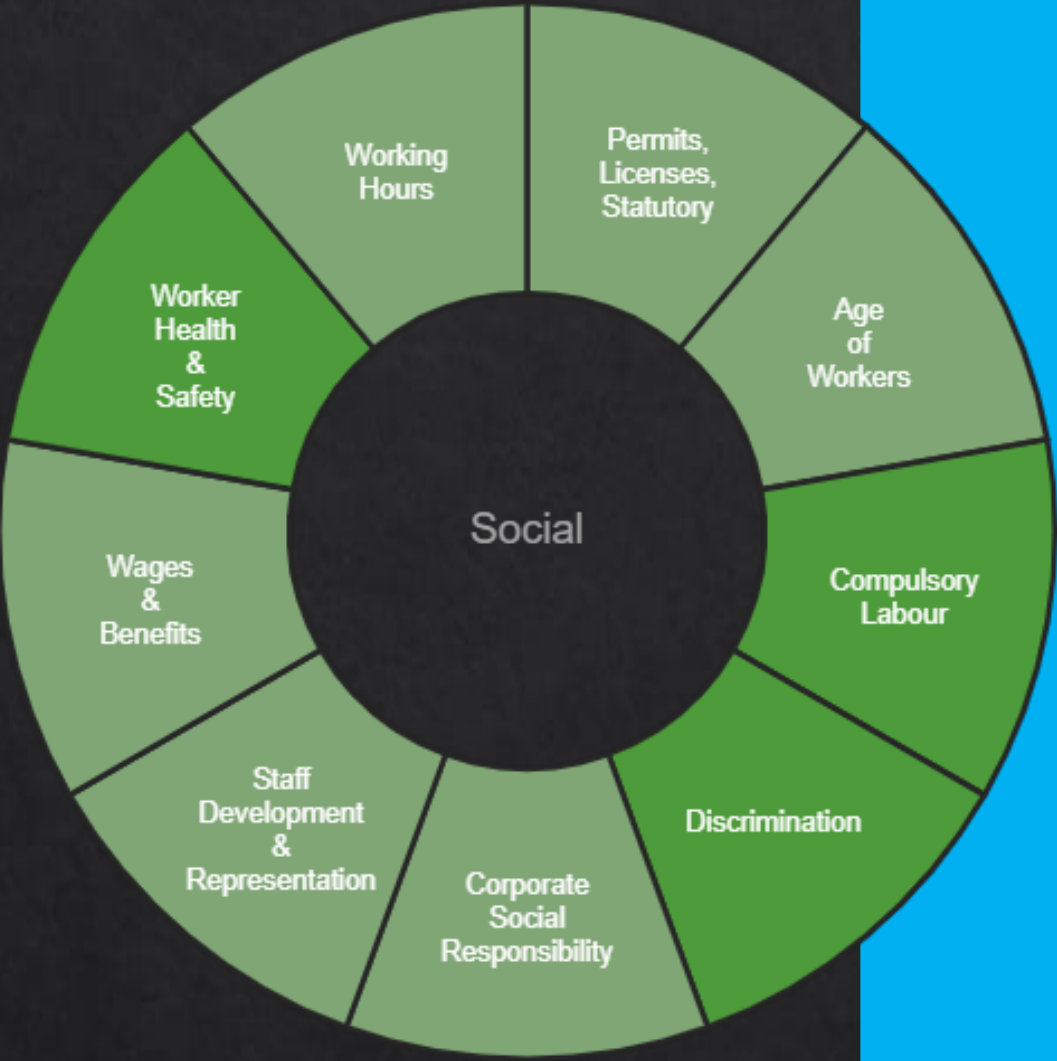 Working
Hours
Permits,
Licenses,
Statutory
Age
of
Workers
Compulsory
Labour
Discrimination
Corporate
Social
Responsibility
Staff
Development
&
Representation
Wages
&
Benefits
Worker
Health
&
Safety
Social